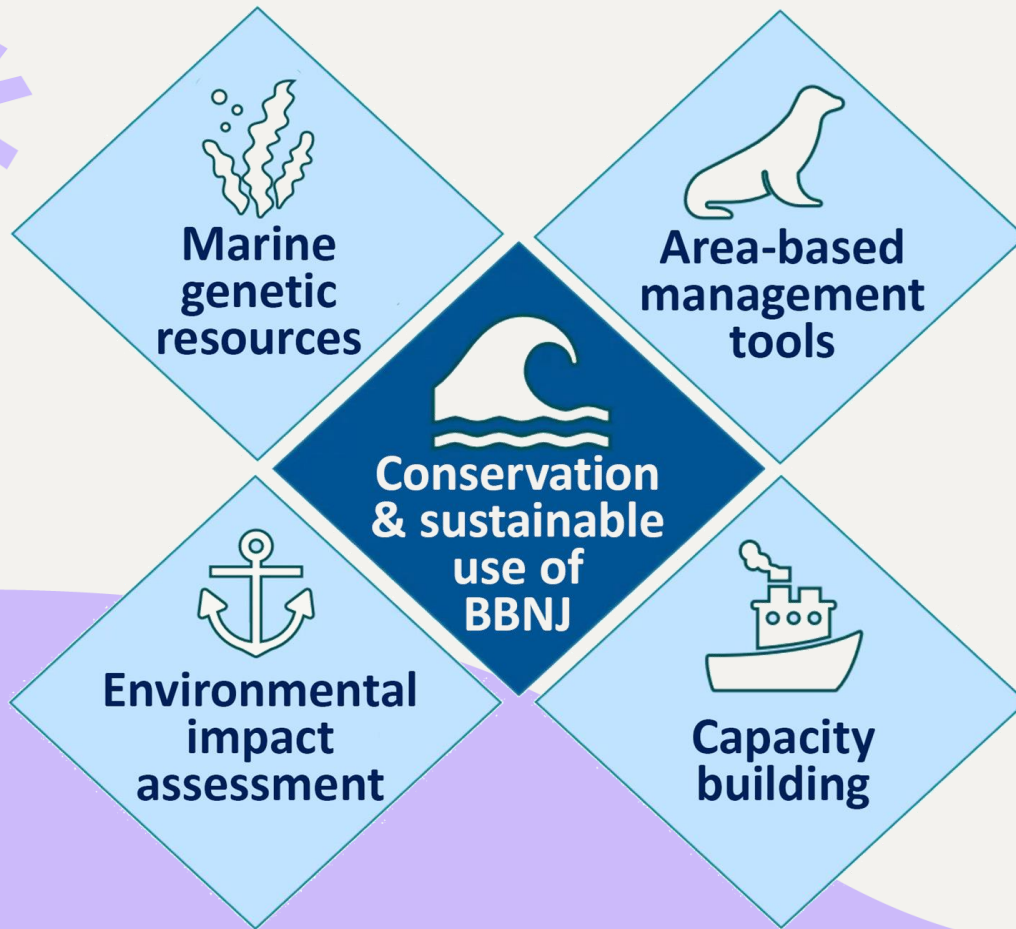 Marine
genetic
resources
Area-based
management
tools
Conservation
& sustainable
use of
BBNJ
Environmental
impact
assessment
Capacity
building